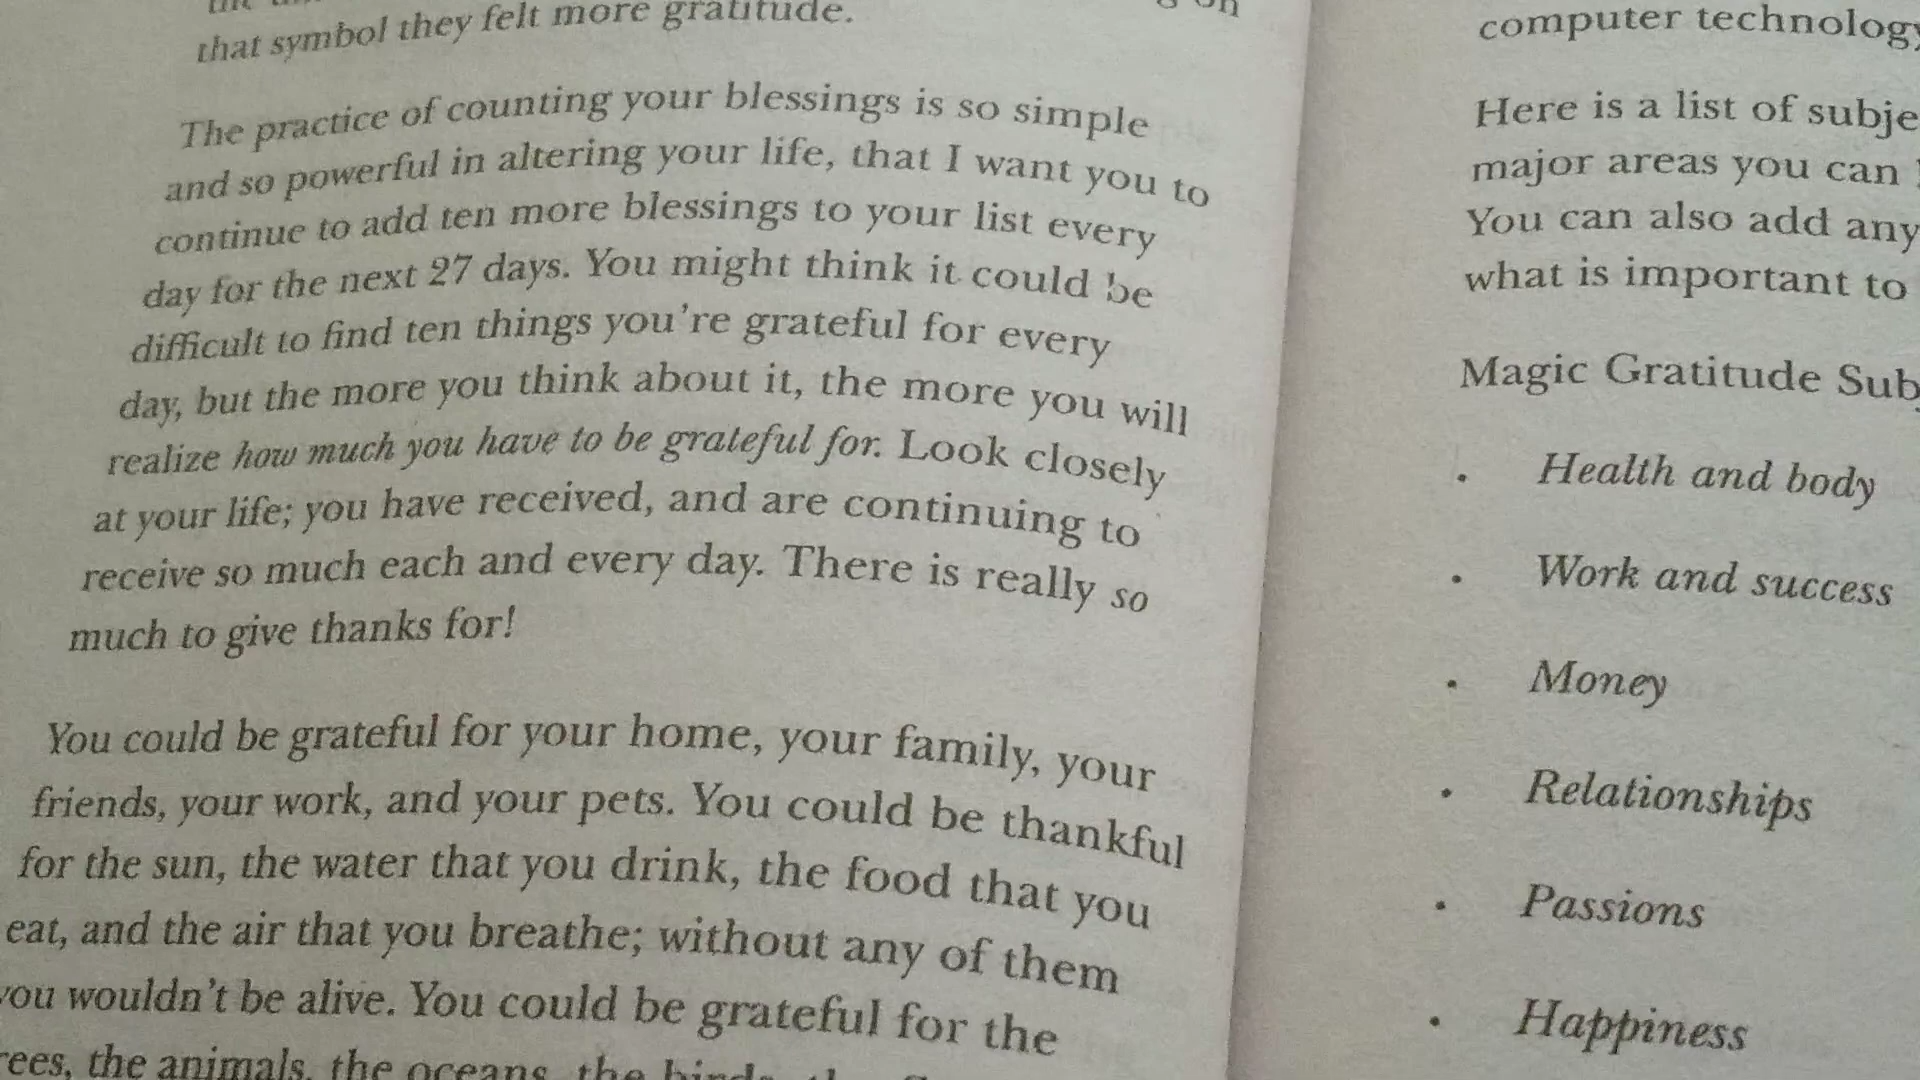 that symbol they felt more gratitude.
The practice of counting your blessings is so simple
and so powerful in altering your life, that I want you to
continue to add ten more blessings to your list every
day for the next 27 days. You might think it could be
difficult to find ten things you're grateful for every
day, but the more you think about it, the more you will
realize how much you have to be grateful for. Look closely
at your life; you have received, and are continuing to
receive so much each and every day. There is really so
much to give thanks for!
You could be grateful for your home, your family, your
friends, your work, and your pets. You could be thankful
for the sun, the water that you drink, the food that you
eat, and the air that you breathe; without any of them
you wouldn't be alive. You could be grateful for the
the animals, the oceans, the birds,
computer technology
Here is a list of
major areas you can
You can also add any
what is important to
Magic Gratitude
Health and body
Work and success
Money
Relationships
Passions
Happiness